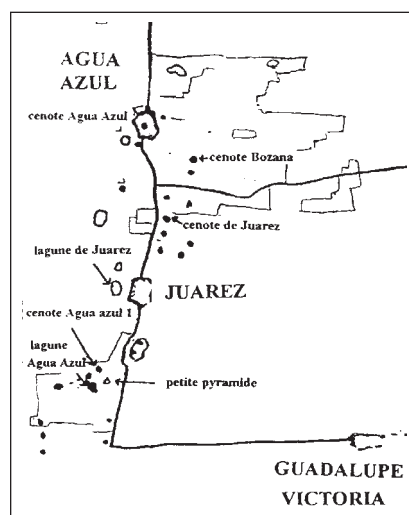 AGUA
AZUL
cenote Agua Azul
cenote Bozana
cenote de Juarez
lagune de Juarez
JUAREZ
cenote Agua azul 1
lagune
Agua Azul
petite pyramide
GUADALUPE
VICTORIA